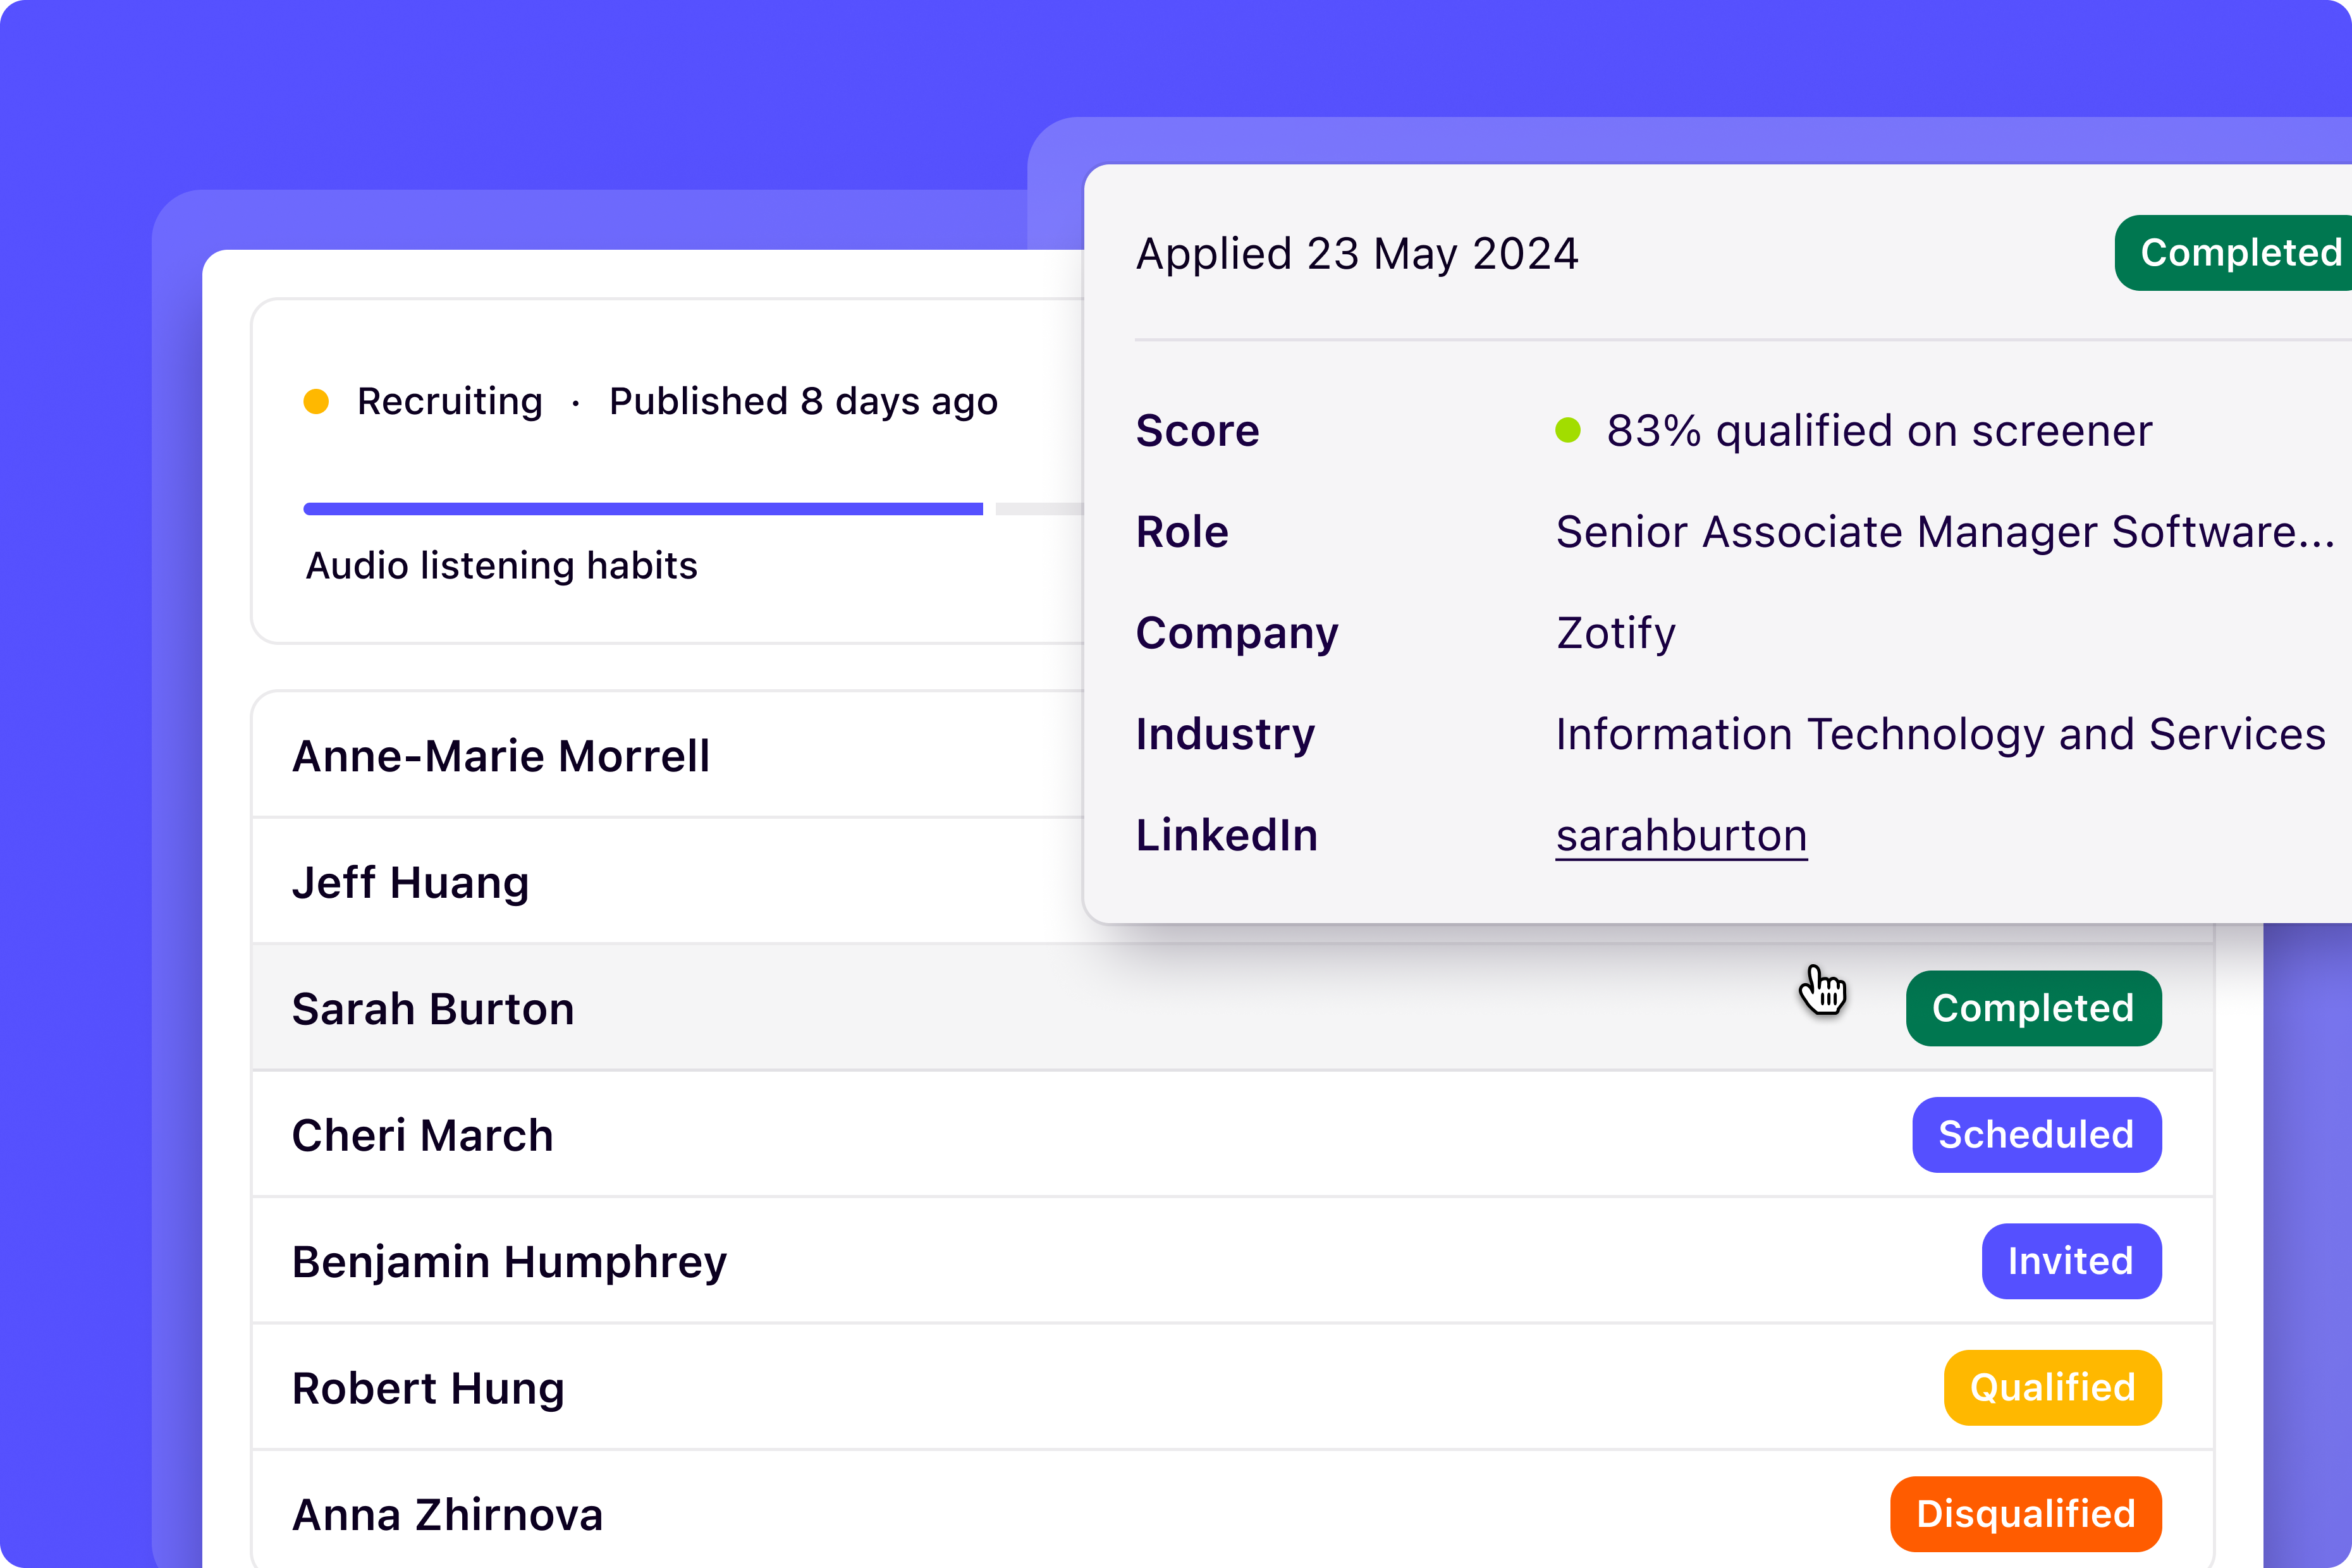 Applied 23 May 2024 Completed
Recruiting · Published 8 days ago
Audio listening habits
Score 83% qualified on screener
Role Senior Associate Manager Software...
Company Zotify
Industry Information Technology and Services
LinkedIn sarahburton
Anne-Marie Morrell
Jeff Huang
Sarah Burton Completed
Cheri March Scheduled
Benjamin Humphrey Invited
Robert Hung Qualified
Anna Zhirnova Disqualified